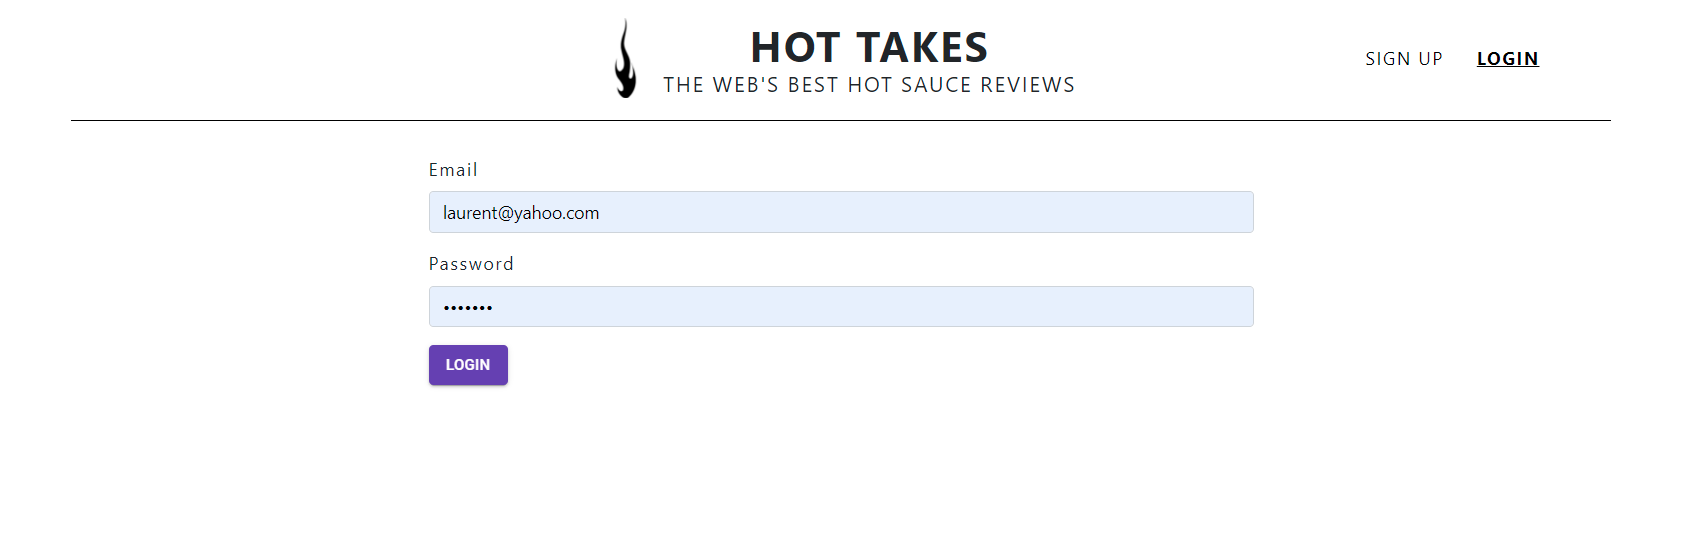 HOT TAKES
THE WEB'S BEST HOT SAUCE REVIEWS
SIGN UP
LOGIN
Email
laurent@yahoo.com
Password
•••••••
LOGIN